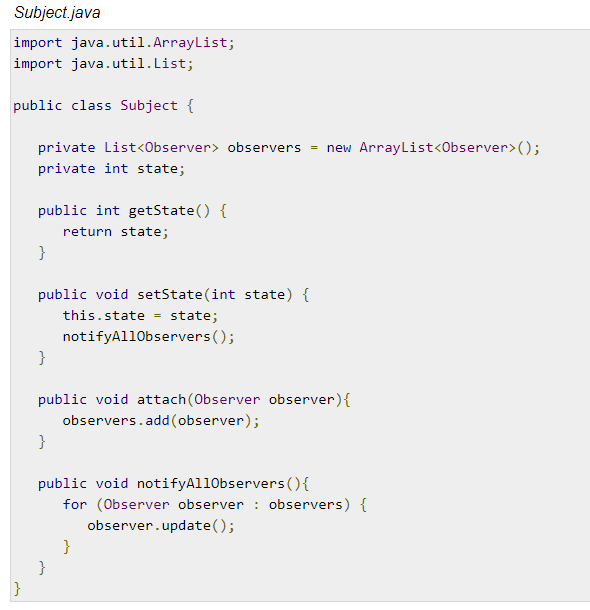 Subject.java
import java.util.ArrayList;
import java.util.List;
public class Subject {
   private List<Observer> observers = new ArrayList<Observer>();
   private int state;
   public int getState() {
      return state;
   }
   public void setState(int state) {
      this.state = state;
      notifyAllObservers();
   }
   public void attach(Observer observer){
      observers.add(observer);
   }
   public void notifyAllObservers(){
      for (Observer observer : observers) {
         observer.update();
      }
   }
}